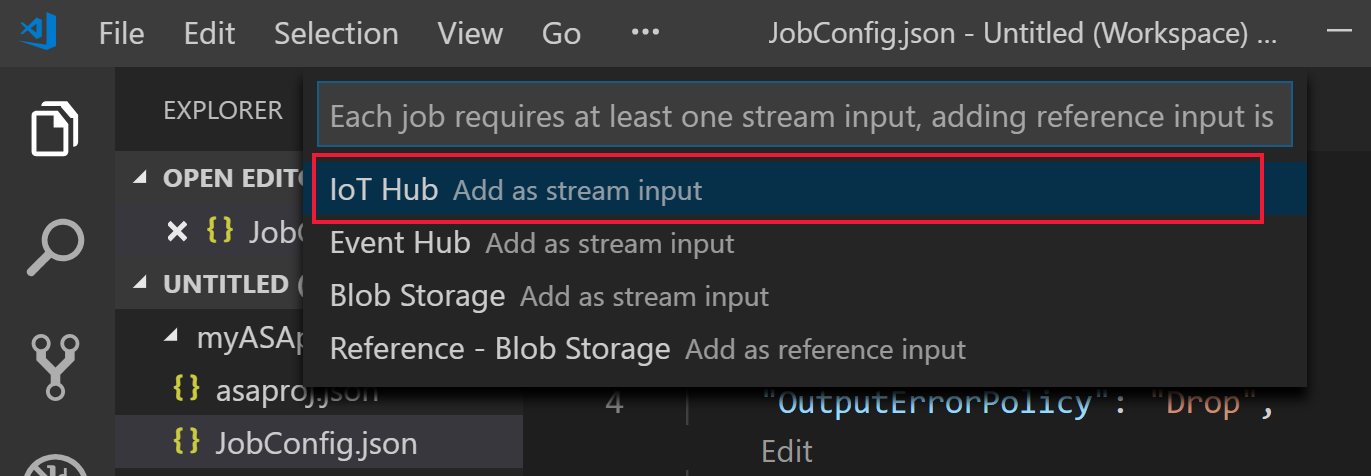 File Edit Selection View Go ... JobConfig.json - Untitled (Workspace) ...
EXPLORER
Each job requires at least one stream input, adding reference input is
IoT Hub Add as stream input
Event Hub Add as stream input
Blob Storage Add as stream input
Reference - Blob Storage Add as reference input
OPEN EDITO
{} JobC
UNTITLED (
myASAp
{} asaproj.json
{} JobConfig.json
4 "OutputErrorPolicy": "Drop",
Edit